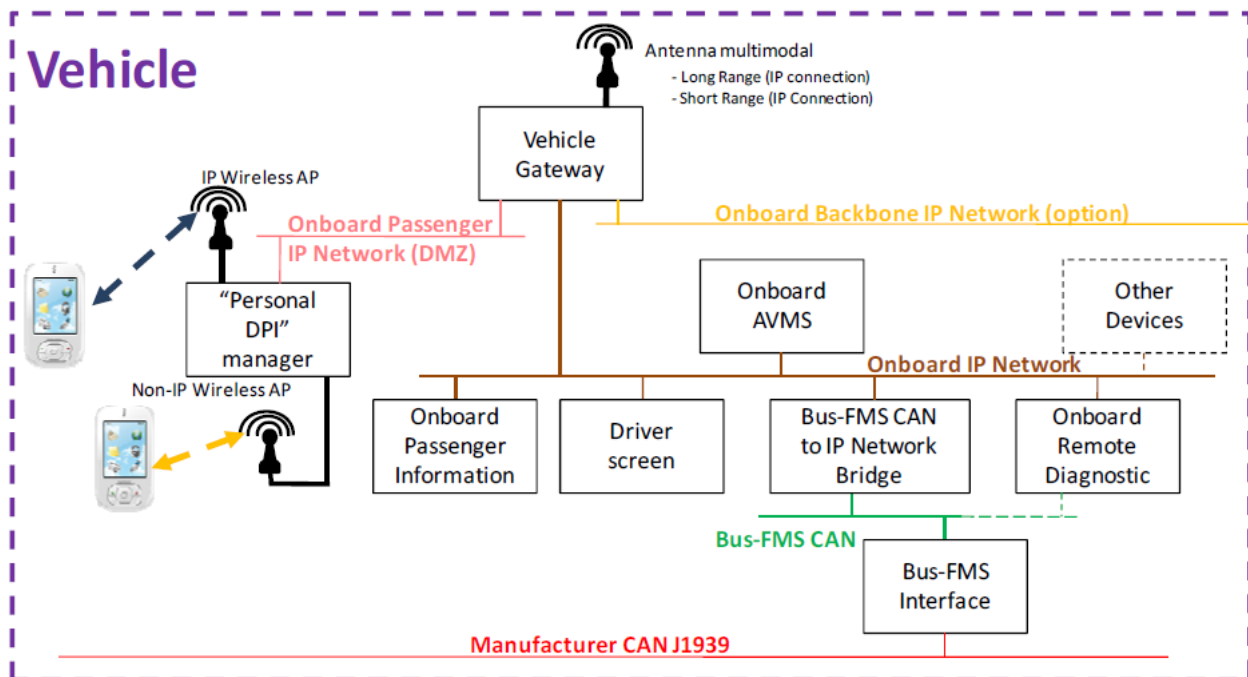 Vehicle
Antenna multimodal
- Long Range (IP connection)
- Short Range (IP Connection)
Vehicle
Gateway
IP Wireless AP
Onboard Passenger
IP Network (DMZ)
Onboard Backbone IP Network (option)
"Personal
DPI"
manager
Onboard
AVMS
Other
Devices
Onboard IP Network
Non-IP Wireless AP
Onboard
Passenger
Information
Driver
screen
Bus-FMS CAN
to IP Network
Bridge
Onboard
Remote
Diagnostic
Bus-FMS CAN
Bus-FMS
Interface
Manufacturer CAN J1939